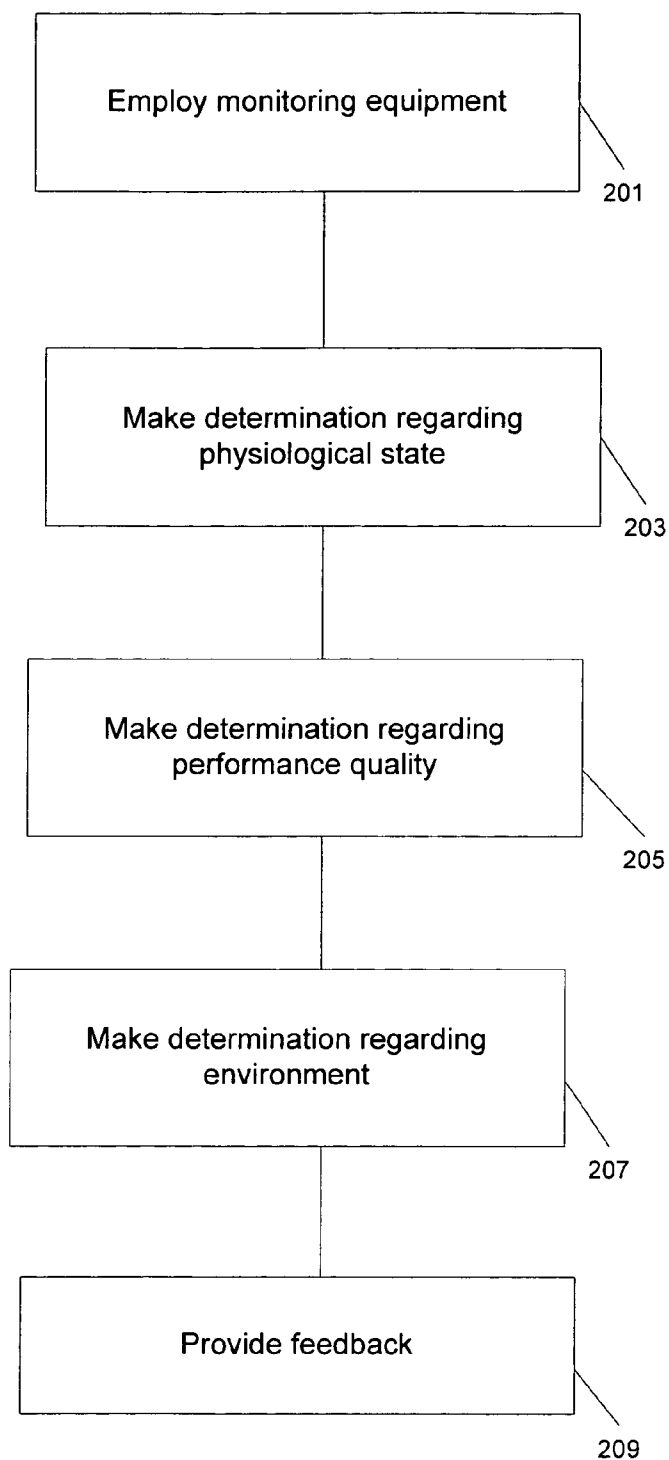 Employ monitoring equipment
201
Make determination regarding
physiological state
203
Make determination regarding
performance quality
205
Make determination regarding
environment
207
Provide feedback
209